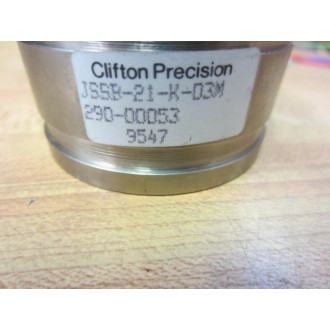 Clifton Precision
JSSB-21-K-03M
290-00053
9547